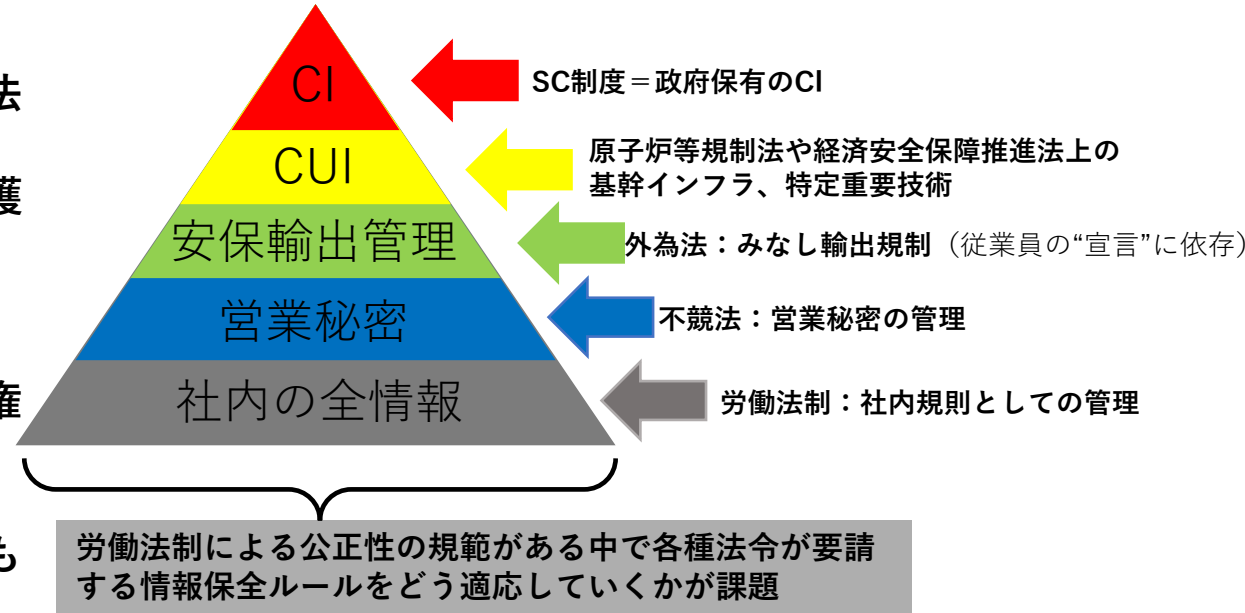 法
CI
SC制度＝政府保有のCI
護
CUI
原子炉等規制法や経済安全保障推進法上の
基幹インフラ、特定重要技術
安保輸出管理
外為法：みなし輸出規制（従業員の“宣言”に依存）
営業秘密
不競法：営業秘密の管理
権
社内の全情報
労働法制：社内規則としての管理
も
労働法制による公正性の規範がある中で各種法令が要請
する情報保全ルールをどう適応していくかが課題